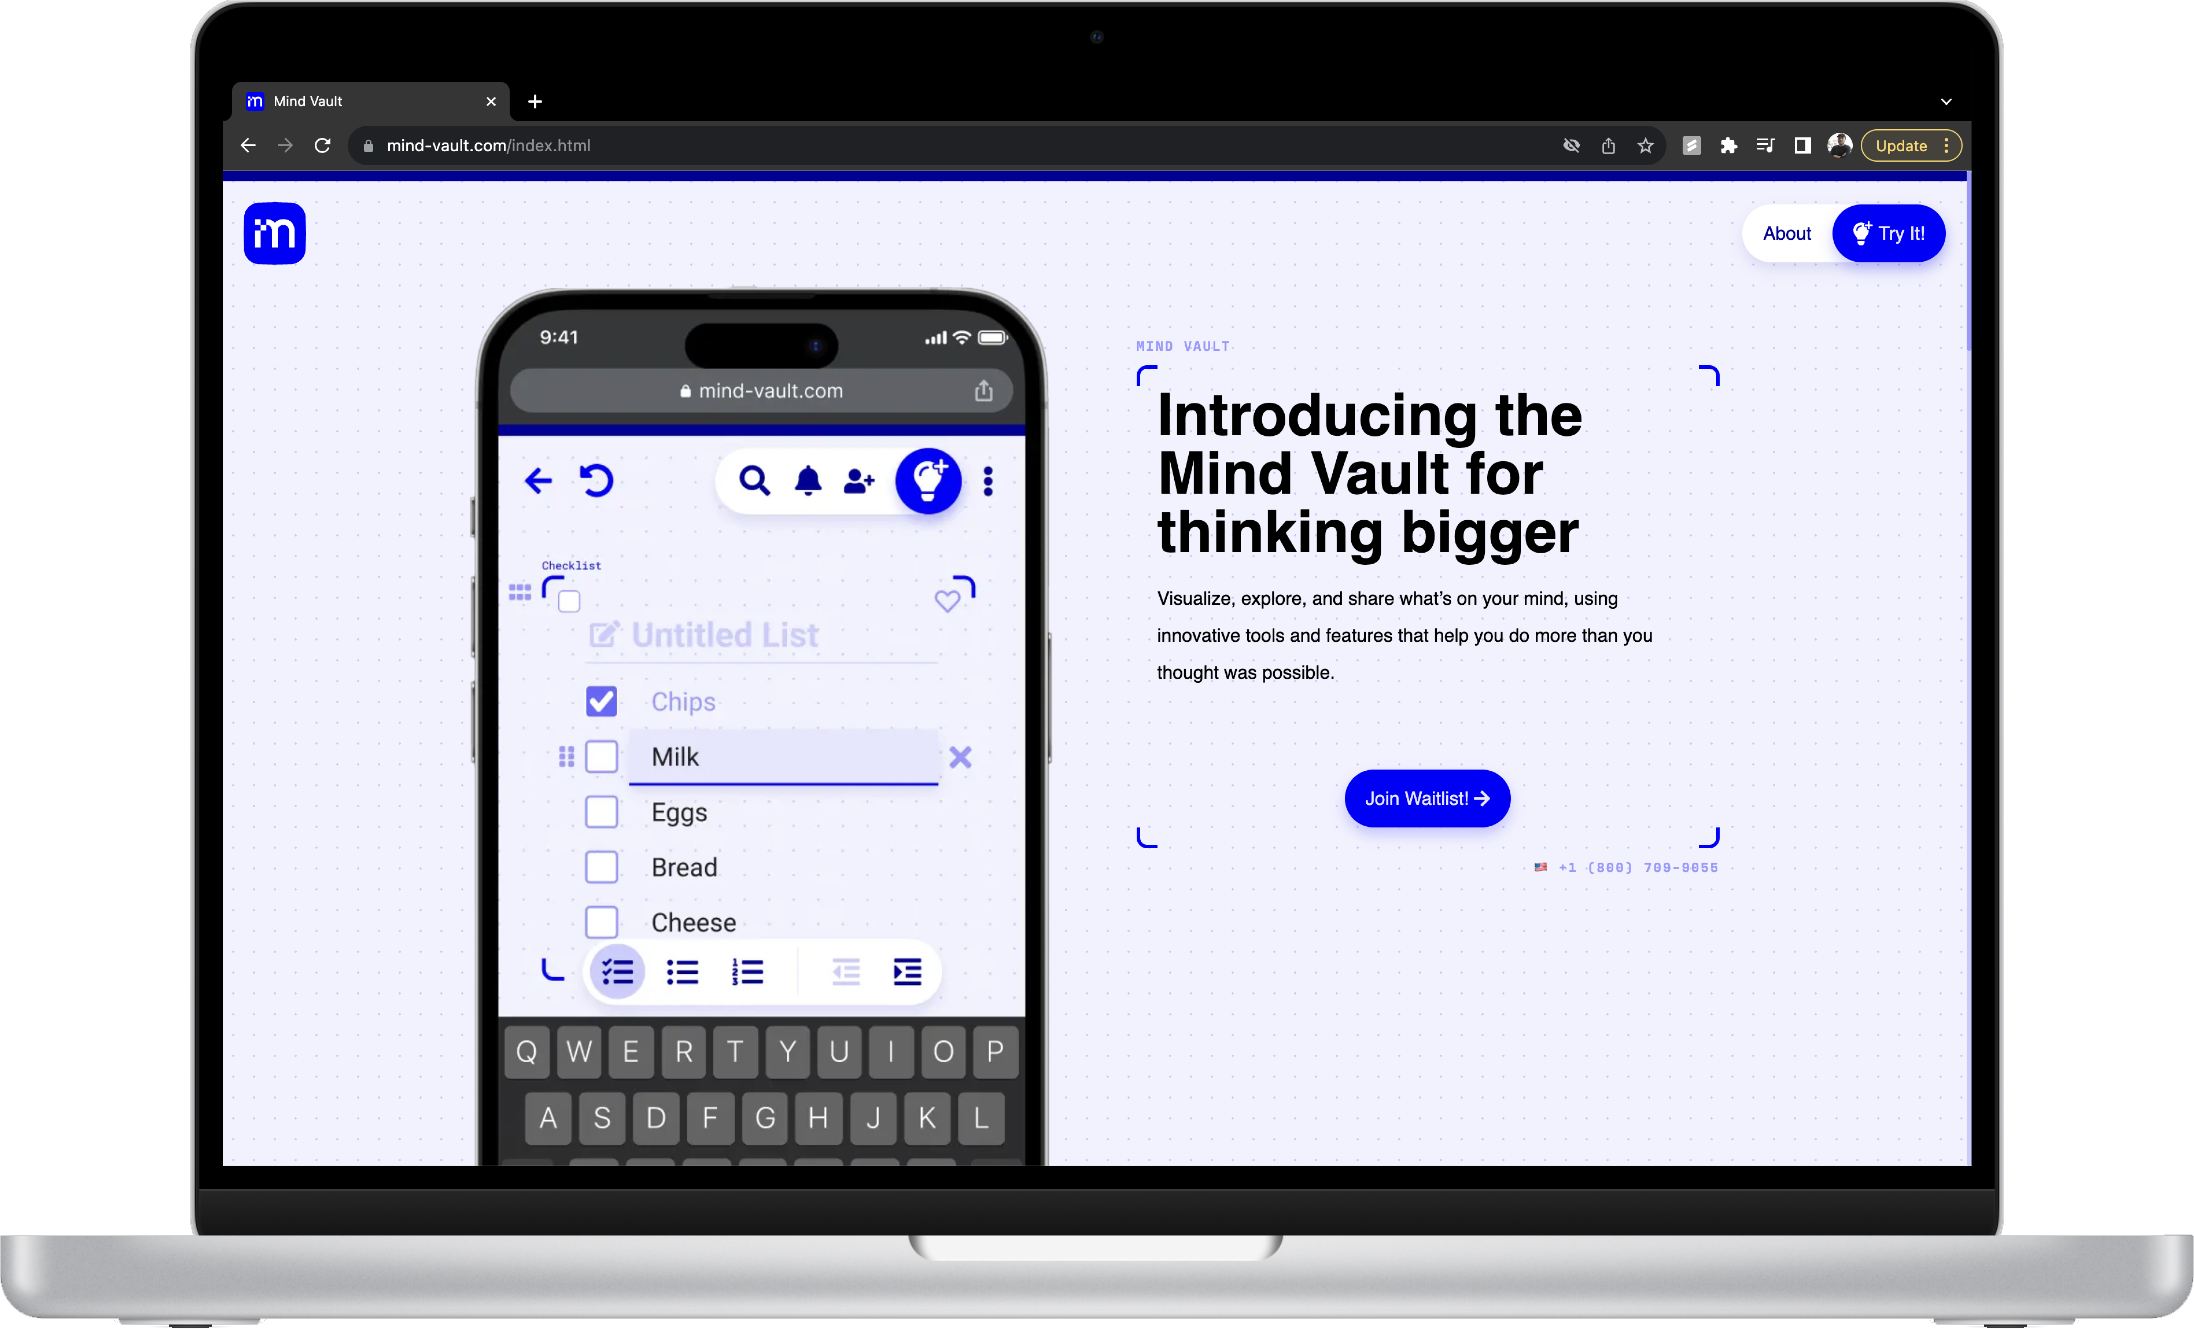 Mind Vault
mind-vault.com/index.html
Update
m
About
Try It!
9:41
mind-vault.com
Checklist
Untitled List
Chips
Milk
Eggs
Bread
Cheese
Q W E R T Y U I O P
A S D F G H J K L
MIND VAULT
Introducing the
Mind Vault for
thinking bigger
Visualize, explore, and share what’s on your mind, using
innovative tools and features that help you do more than you
thought was possible.
Join Waitlist!
+1 (800) 709-9055